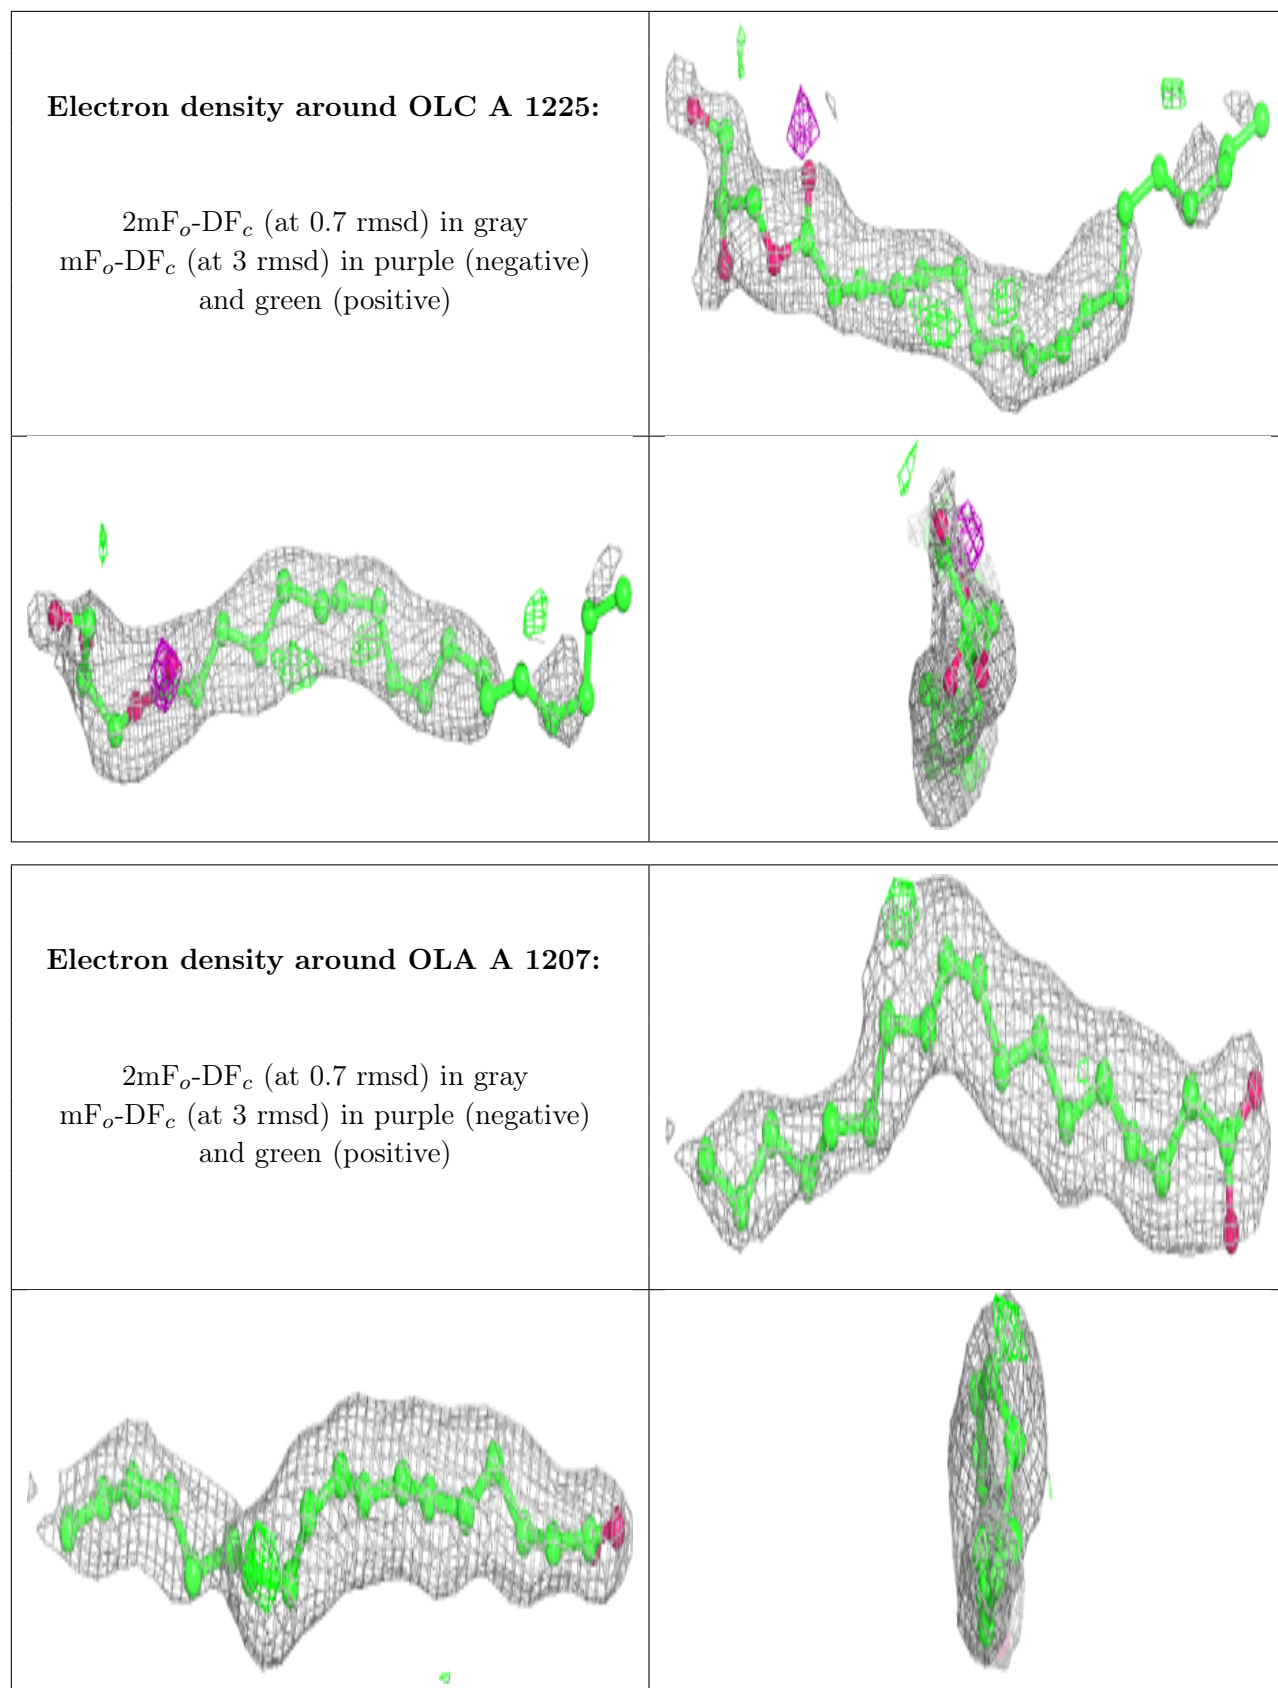 Electron density around OLC A 1225:
2mFo-DFc (at 0.7 rmsd) in gray
mFo-DFc (at 3 rmsd) in purple (negative)
and green (positive)
Electron density around OLA A 1207:
2mFo-DFc (at 0.7 rmsd) in gray
mFo-DFc (at 3 rmsd) in purple (negative)
and green (positive)